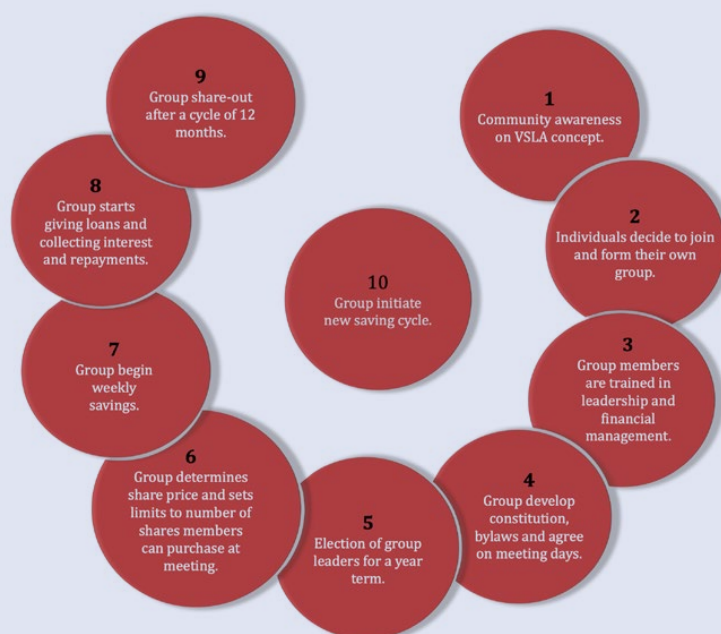 1
Community awareness
on VSLA concept.
2
Individuals decide to join
and form their own
group.
3
Group members
are trained in
leadership and
financial
management.
4
Group develop
constitution,
bylaws and agree
on meeting days.
5
Election of group
leaders for a year
term.
6
Group determines
share price and sets
limits to number of
shares members
can purchase at
meeting.
7
Group begin
weekly
savings.
8
Group starts
giving loans and
collecting interest
and repayments.
9
Group share-out
after a cycle of 12
months.
10
Group initiate
new saving cycle.